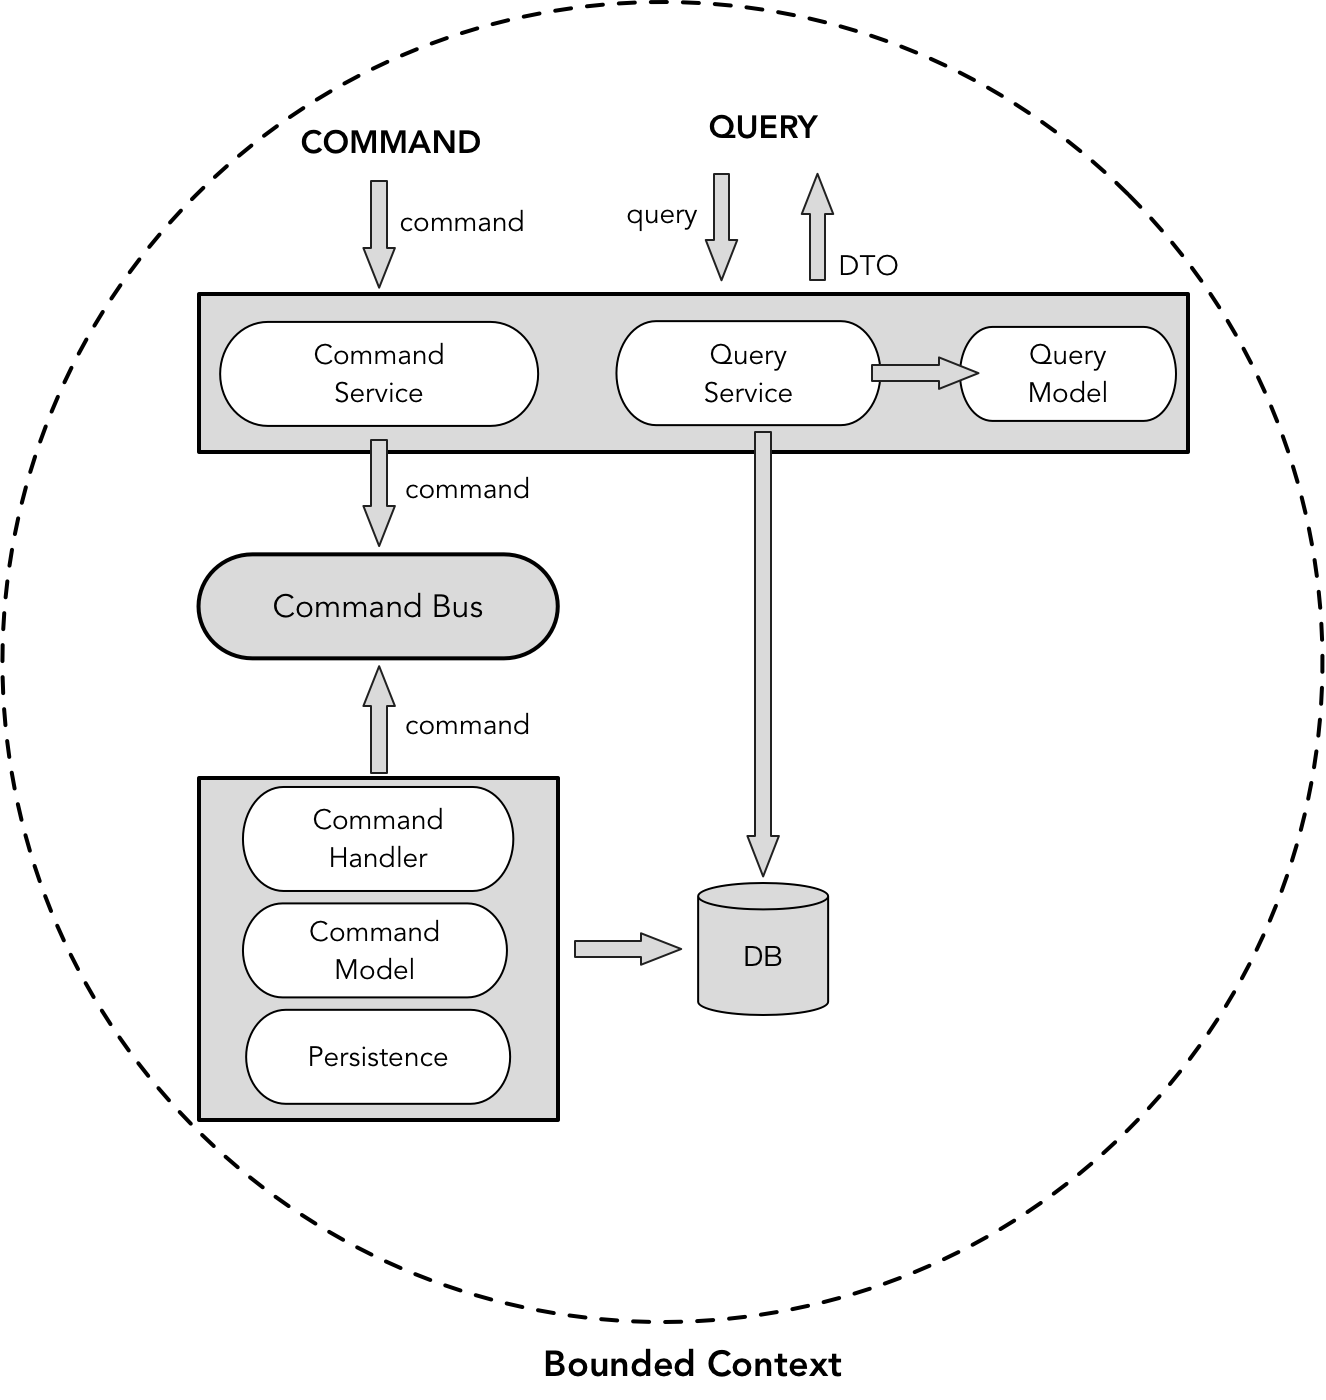 COMMAND
QUERY
command
query
DTO
Command
Service
Query
Service
Query
Model
command
Command Bus
command
Command
Handler
Command
Model
Persistence
DB
Bounded Context